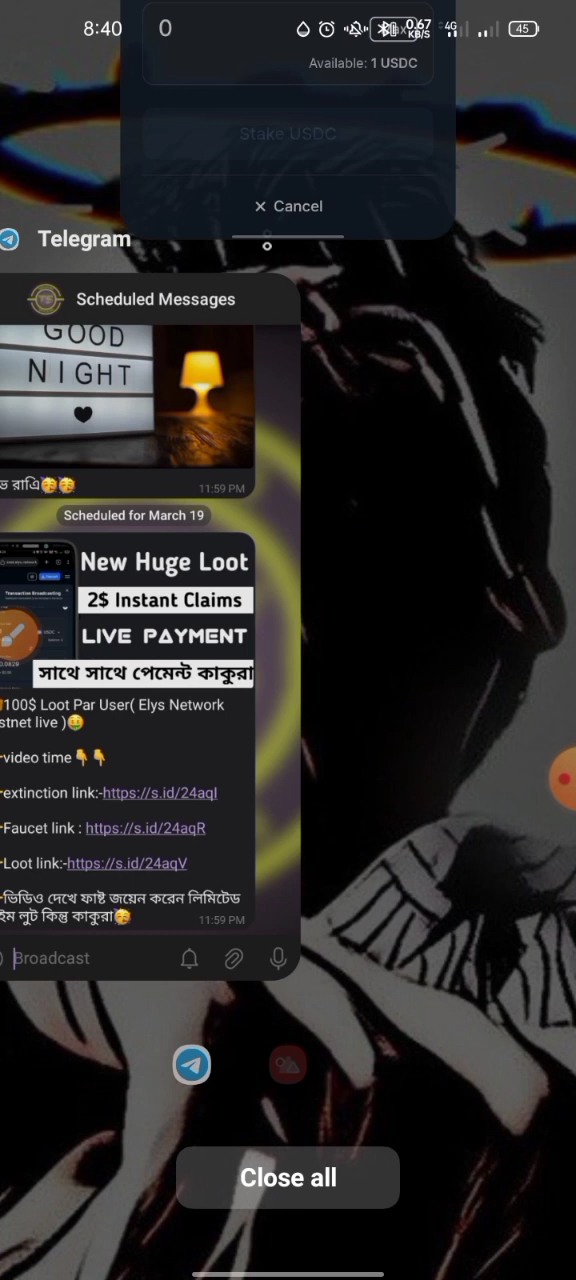 8:40
0
0.67
KB/S
4G
45
Available: 1 USDC
Stake USDC
× Cancel
Telegram
Scheduled Messages
GOOD
NIGHT
রাত্রি🥳🥳
11:59 PM
Scheduled for March 19
New Huge Loot
2$ Instant Claims
LIVE PAYMENT
সাথে সাথে পেমেন্ট কাকুরা
100$ Loot Par User( Elys Network
stnet live )🤑
video time👇👇
extinction link:-https://s.id/24aqI
Faucet link : https://s.id/24aqR
Loot link:-https://s.id/24aqV
ভিডিও দেখে ফাষ্ট জয়েন করেন লিমিটেড
ইম লুট কিন্তু কাকুরা🥳
11:59 PM
Broadcast
Close all